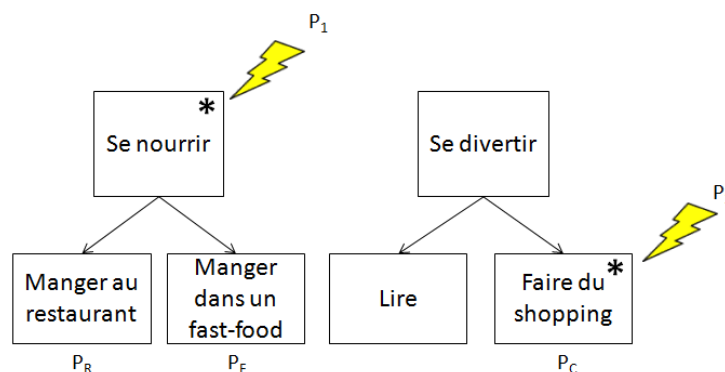 P1
*
Se nourrir
Se divertir
P
Manger au
restaurant
Manger
dans un
fast-food
Lire
*
Faire du
shopping
PR
PF
PC